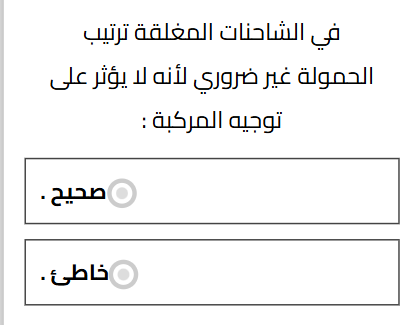 في الشاحنات المغلقة ترتيب
الحمولة غير ضروري لأنه لا يؤثر على
توجيه المركبة :
صحيح .
خاطئ .